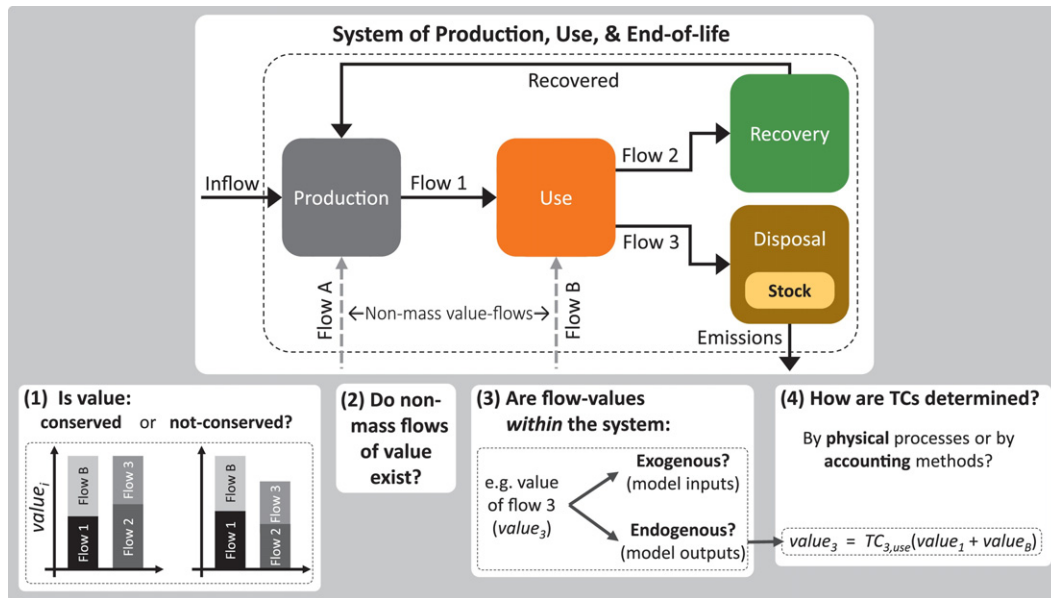 System of Production, Use, & End-of-life
Recovered
Recovery
Inflow
Production
Flow 1
Use
Flow 2
Flow 3
Disposal
Stock
Flow A
←Non-mass value-flows→
Flow B
Emissions
(1) Is value:
conserved or not-conserved?
value_i
Flow B
Flow 1
Flow 3
Flow 2
Flow B
Flow 1
Flow 3
Flow 2
(2) Do non-
mass flows
of value
exist?
(3) Are flow-values
within the system:
e.g. value
of flow 3
(value_3)
Exogenous?
(model inputs)
Endogenous?
(model outputs)
(4) How are TCs determined?
By physical processes or by
accounting methods?
value_3 = TC_3,use(value_1 + value_B)